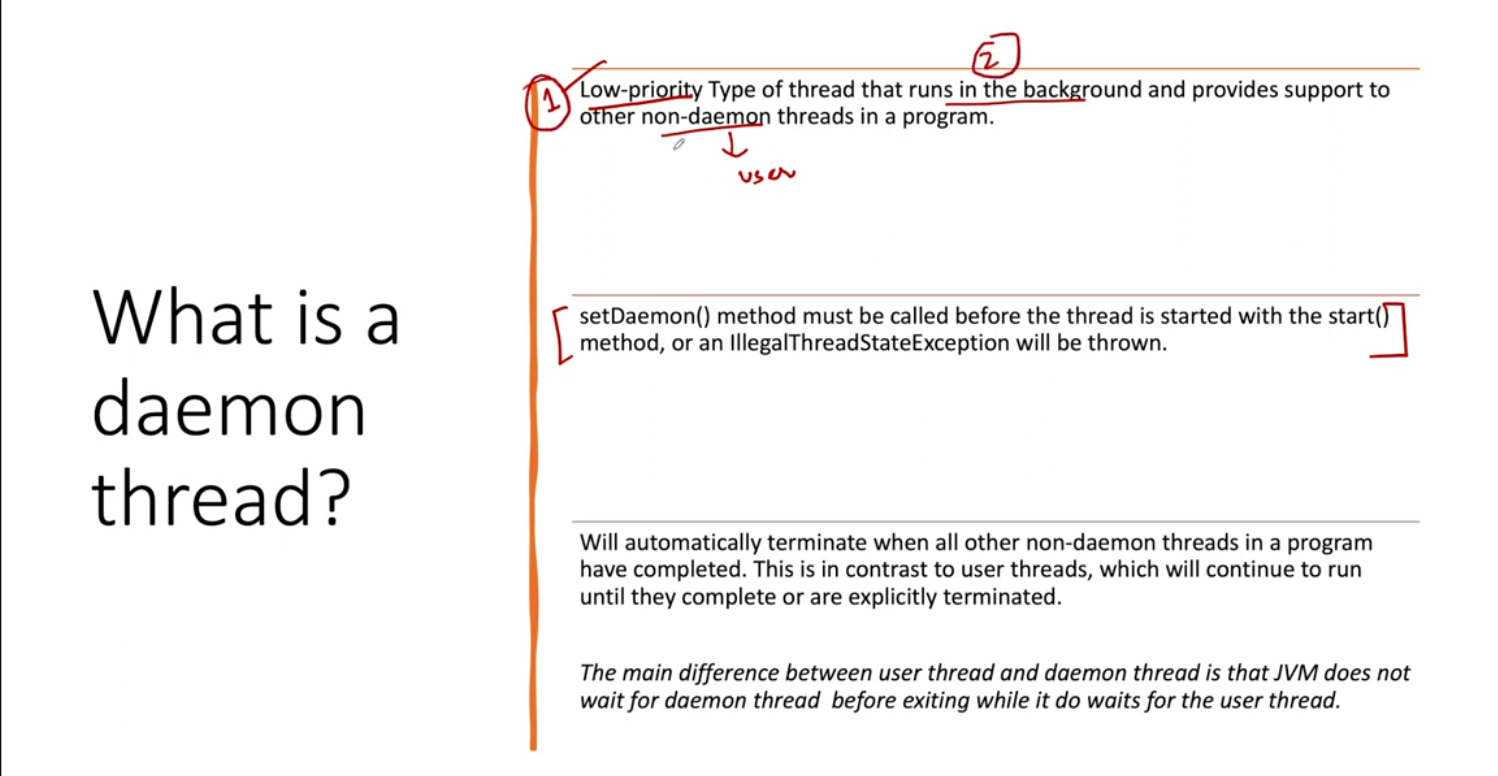 What is a
daemon
thread?
2
1
Low-priority Type of thread that runs in the background and provides support to
other non-daemon threads in a program.
user
setDaemon() method must be called before the thread is started with the start()
method, or an IllegalThreadStateException will be thrown.
Will automatically terminate when all other non-daemon threads in a program
have completed. This is in contrast to user threads, which will continue to run
until they complete or are explicitly terminated.
The main difference between user thread and daemon thread is that JVM does not
wait for daemon thread  before exiting while it do waits for the user thread.